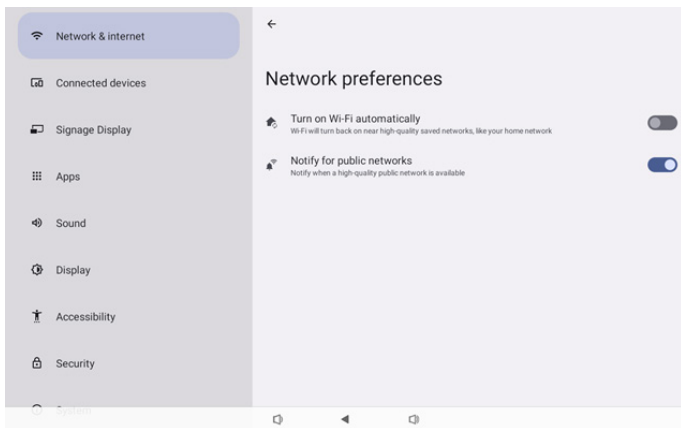 Network & internet
Connected devices
Signage Display
Apps
Sound
Display
Accessibility
Security
System
Network preferences
Turn on Wi-Fi automatically
Wi-Fi will turn back on near high-quality saved networks, like your home network
Notify for public networks
Notify when a high-quality public network is available